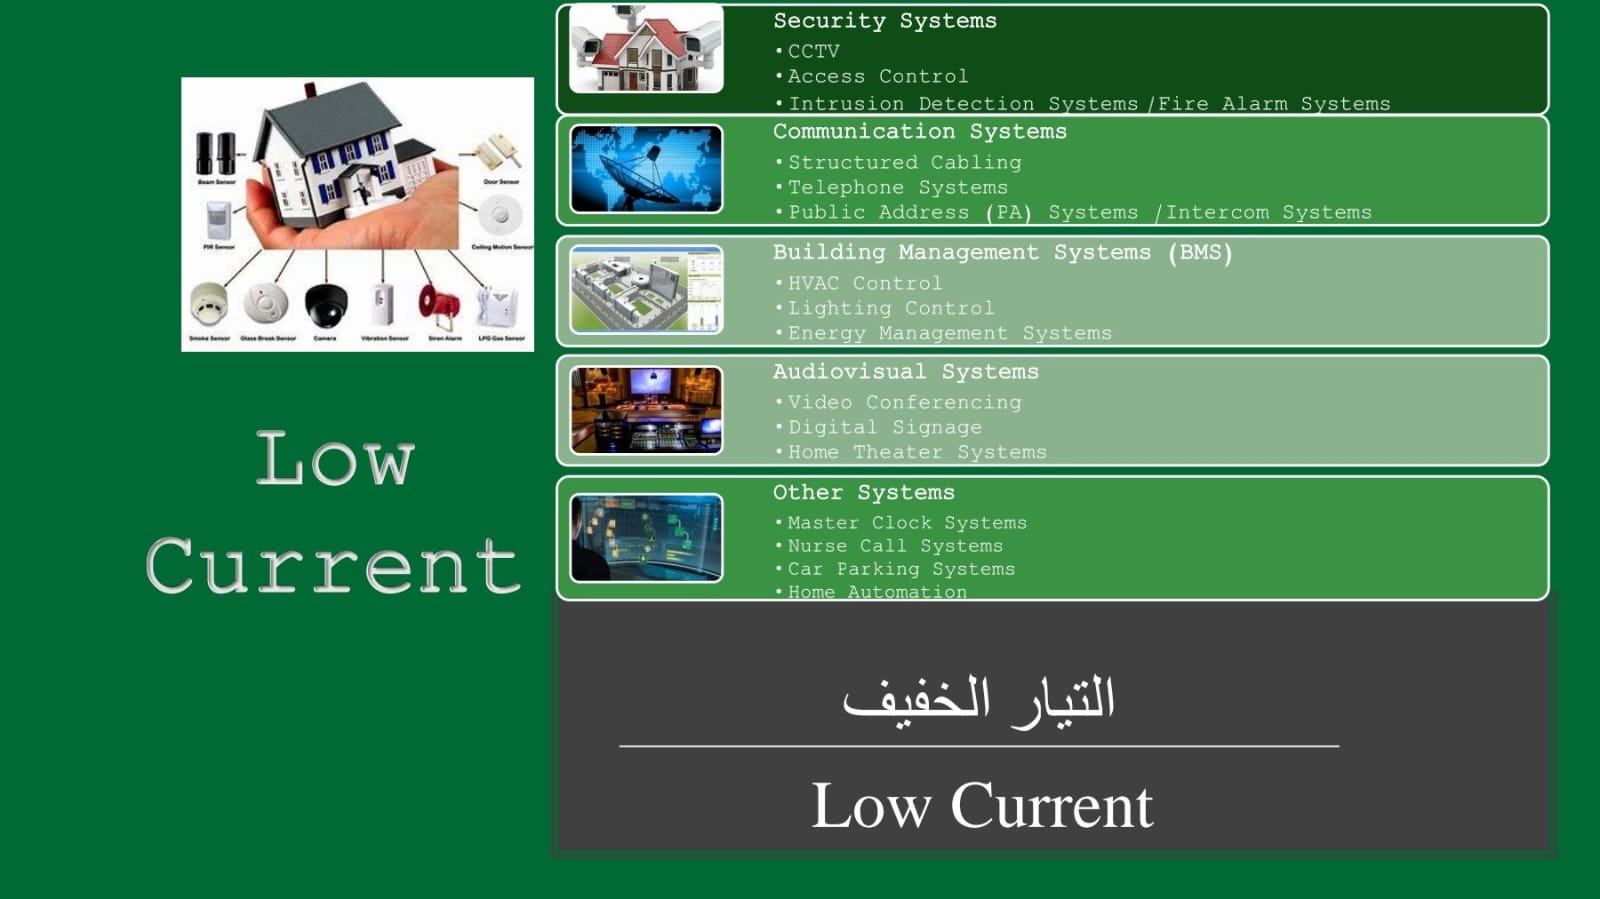 Beam Sensor
Door Sensor
PIR Sensor
Ceiling Motion Sensor
Smoke Sensor
Glass Break Sensor
Camera
Vibration Sensor
Siren Alarm
LPG Gas Sensor
Low
Current
Security Systems
• CCTV
• Access Control
• Intrusion Detection Systems /Fire Alarm Systems
Communication Systems
• Structured Cabling
• Telephone Systems
• Public Address (PA) Systems /Intercom Systems
Building Management Systems (BMS)
• HVAC Control
• Lighting Control
• Energy Management Systems
Audiovisual Systems
• Video Conferencing
• Digital Signage
• Home Theater Systems
Other Systems
• Master Clock Systems
• Nurse Call Systems
• Car Parking Systems
• Home Automation
التيار الخفيف
Low Current